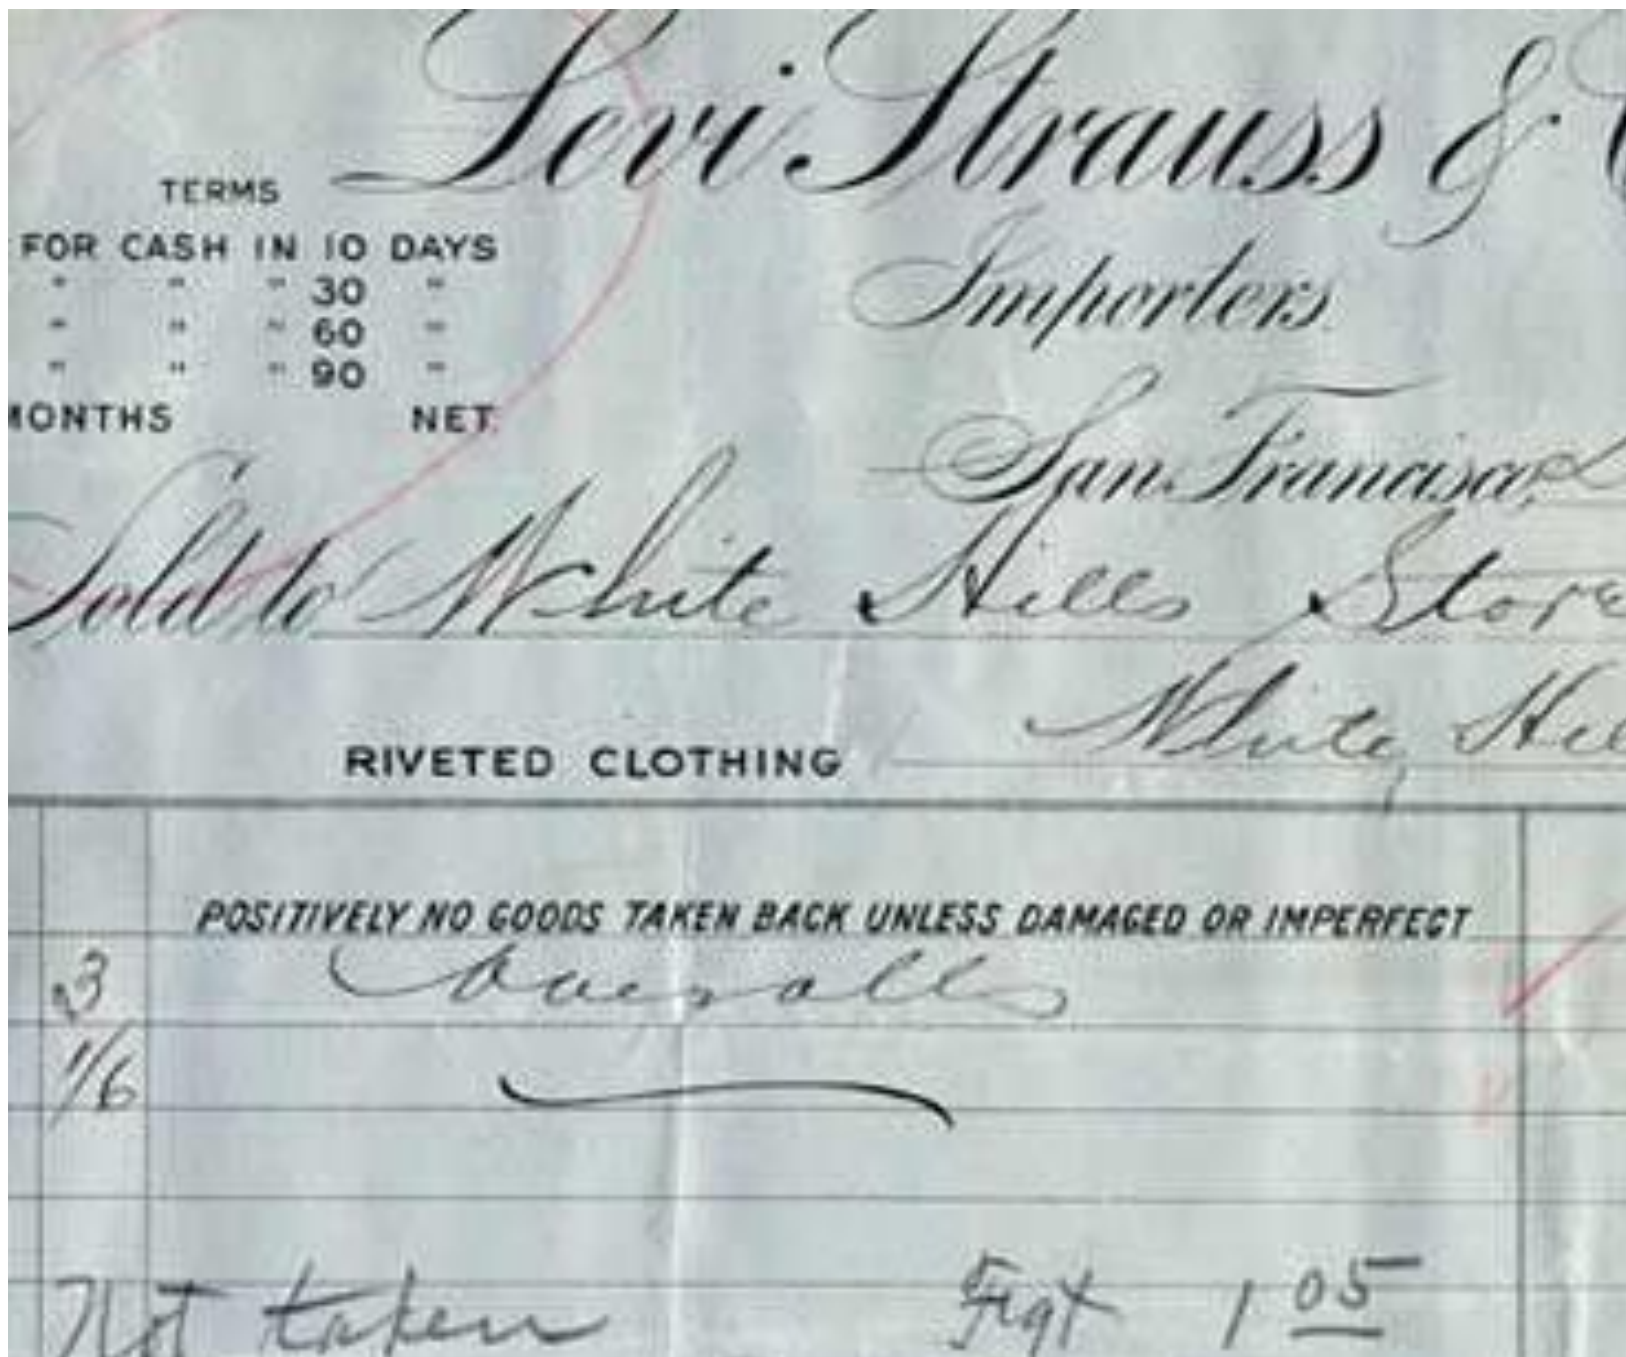 Levi Strauss & C
TERMS
FOR CASH IN 10 DAYS
" " " 30 "
" " " 60 "
" " " 90 "
MONTHS NET
Importers
San Francisco,
Sold to White Hills Store
White Hil
RIVETED CLOTHING
POSITIVELY NO GOODS TAKEN BACK UNLESS DAMAGED OR IMPERFECT
3 Overalls
1/6
Not taken Frgt 1 05